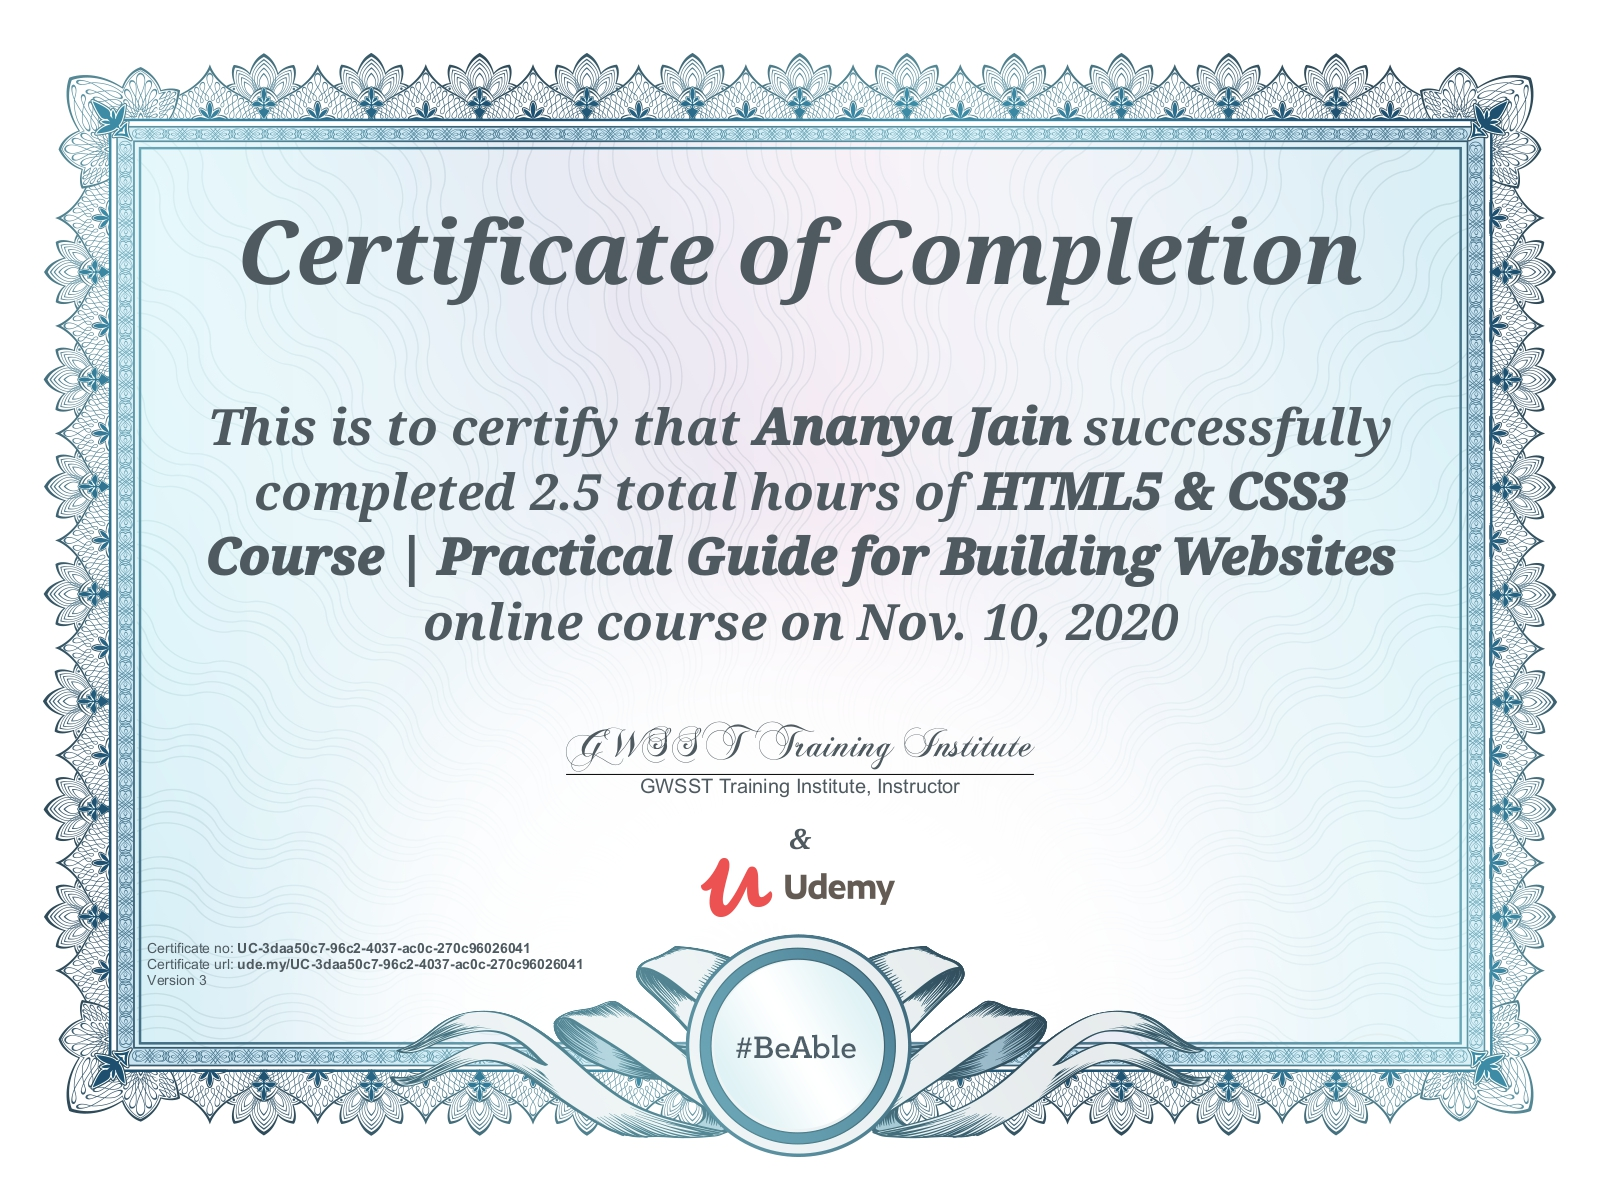 Certificate of Completion
This is to certify that Ananya Jain successfully
completed 2.5 total hours of HTML5 & CSS3
Course | Practical Guide for Building Websites
online course on Nov. 10, 2020
GWSST Training Institute
GWSST Training Institute, Instructor
&
Udemy
Certificate no: UC-3daa50c7-96c2-4037-ac0c-270c96026041
Certificate url: ude.my/UC-3daa50c7-96c2-4037-ac0c-270c96026041
Version 3
#BeAble